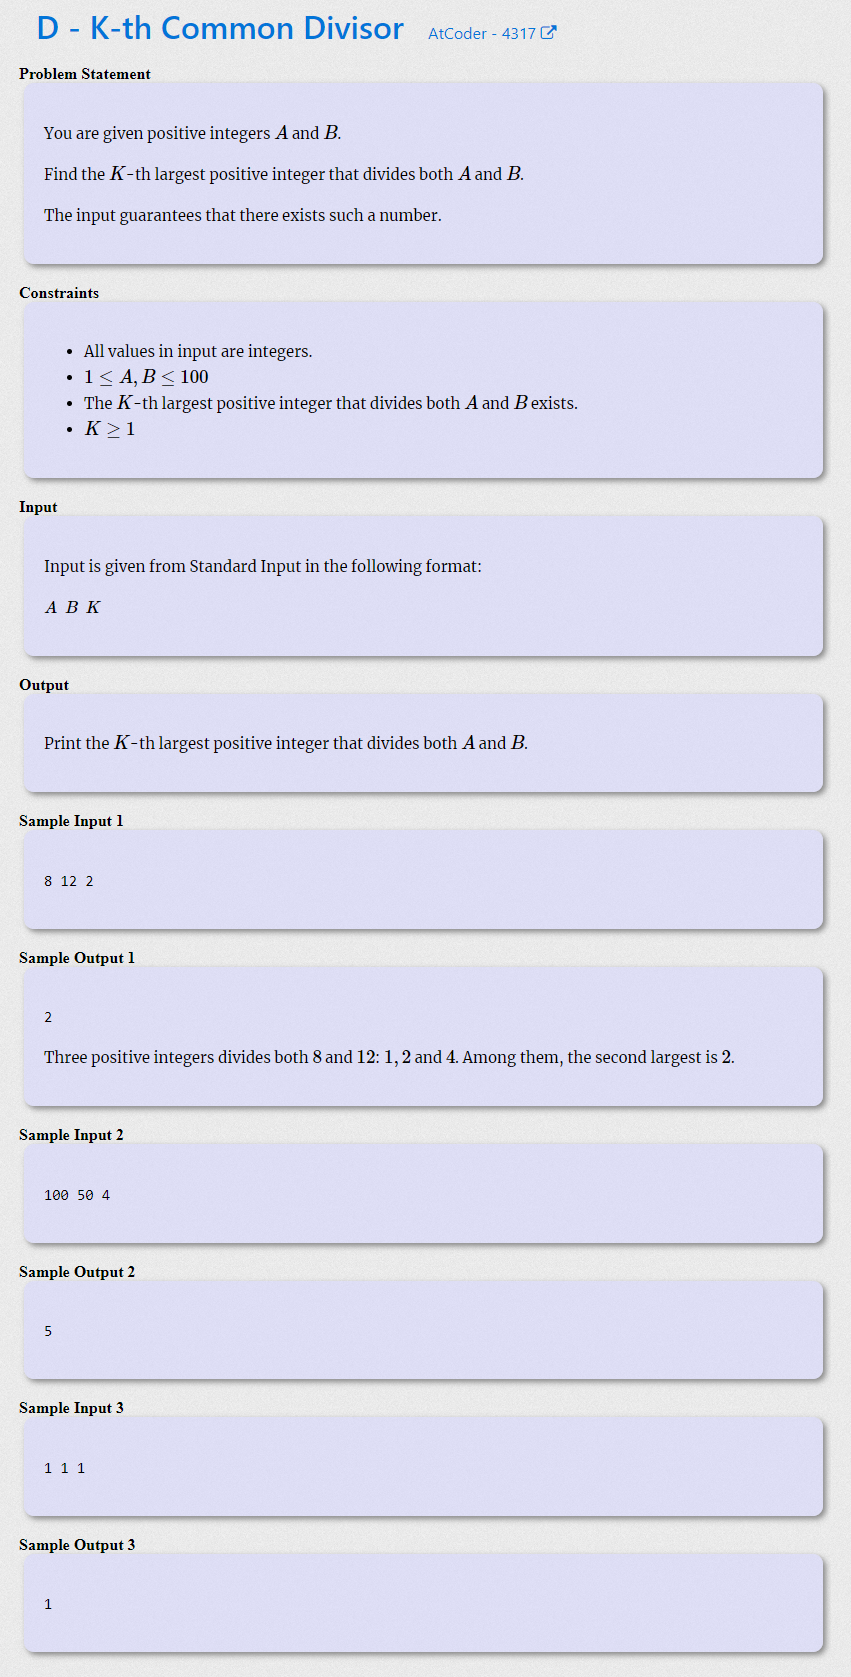 D - K-th Common Divisor AtCoder - 4317
Problem Statement
You are given positive integers A and B.
Find the K-th largest positive integer that divides both A and B.
The input guarantees that there exists such a number.
Constraints
• All values in input are integers.
• 1 ≤ A, B ≤ 100
• The K-th largest positive integer that divides both A and B exists.
• K ≥ 1
Input
Input is given from Standard Input in the following format:
A B K
Output
Print the K-th largest positive integer that divides both A and B.
Sample Input 1
8 12 2
Sample Output 1
2
Three positive integers divides both 8 and 12: 1, 2 and 4. Among them, the second largest is 2.
Sample Input 2
100 50 4
Sample Output 2
5
Sample Input 3
1 1 1
Sample Output 3
1